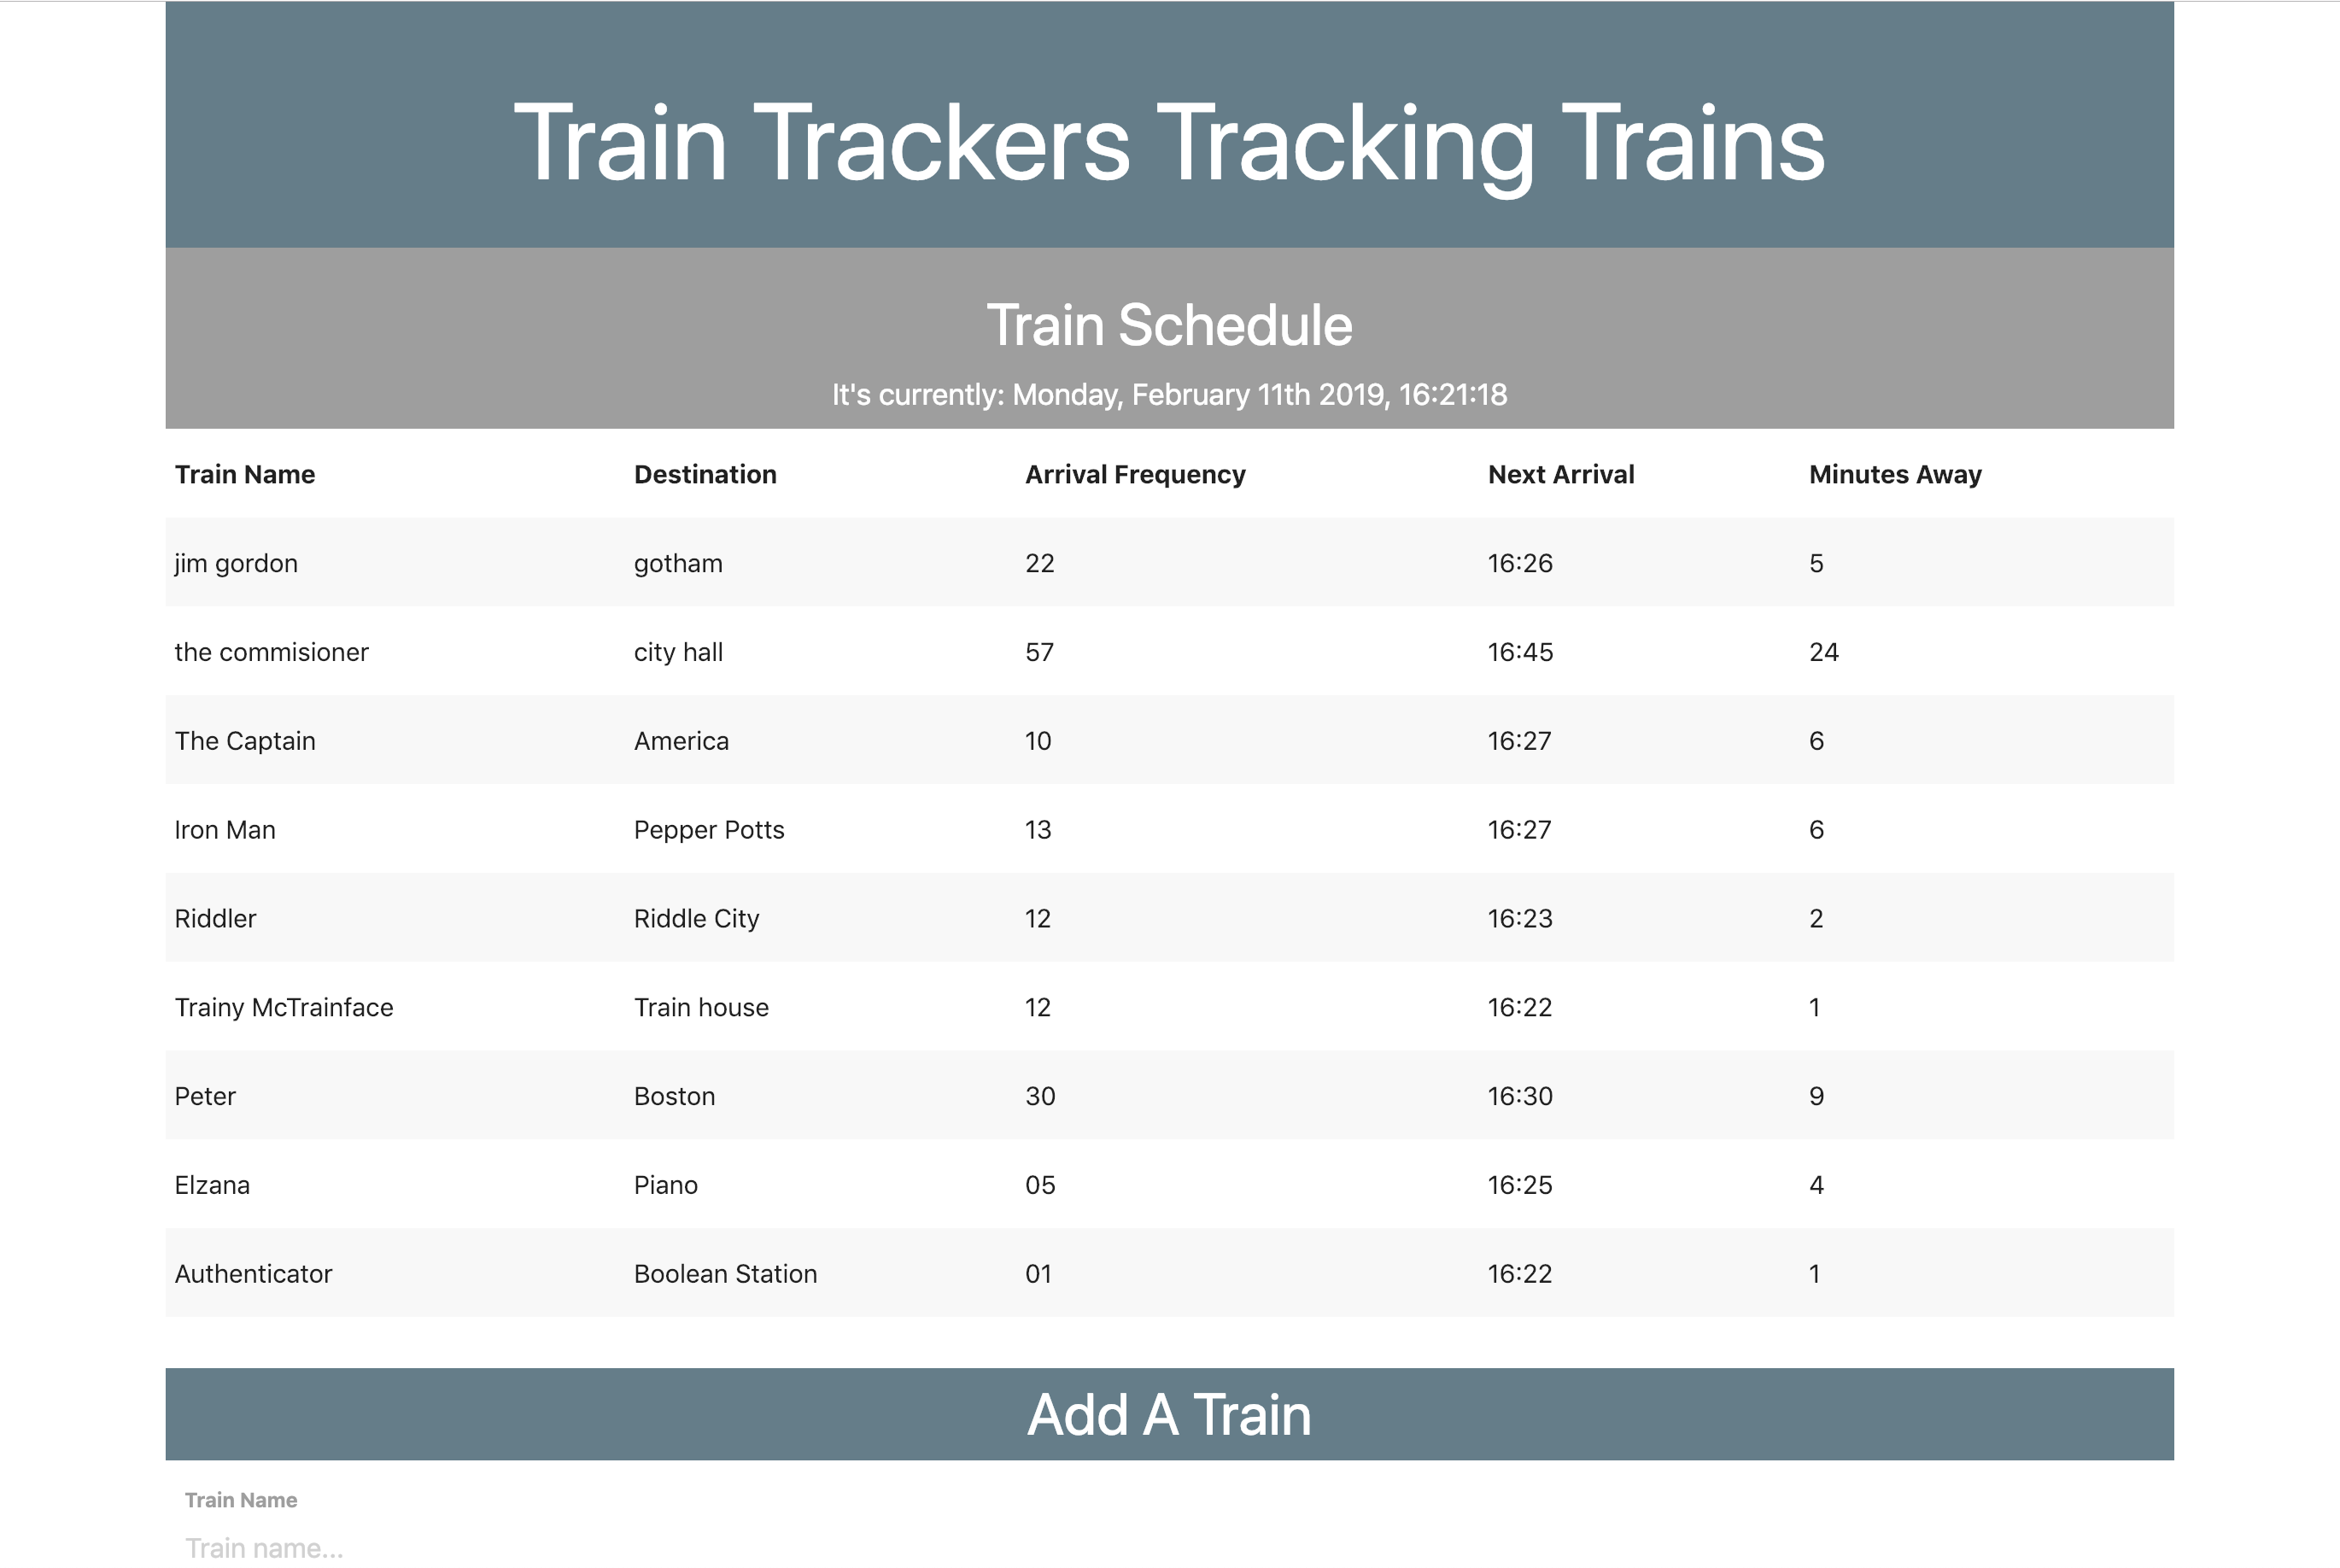 Train Trackers Tracking Trains
Train Schedule
It's currently: Monday, February 11th 2019, 16:21:18
Train Name Destination Arrival Frequency Next Arrival Minutes Away
jim gordon gotham 22 16:26 5
the commisioner city hall 57 16:45 24
The Captain America 10 16:27 6
Iron Man Pepper Potts 13 16:27 6
Riddler Riddle City 12 16:23 2
Trainy McTrainface Train house 12 16:22 1
Peter Boston 30 16:30 9
Elzana Piano 05 16:25 4
Authenticator Boolean Station 01 16:22 1
Add A Train
Train Name
Train name...